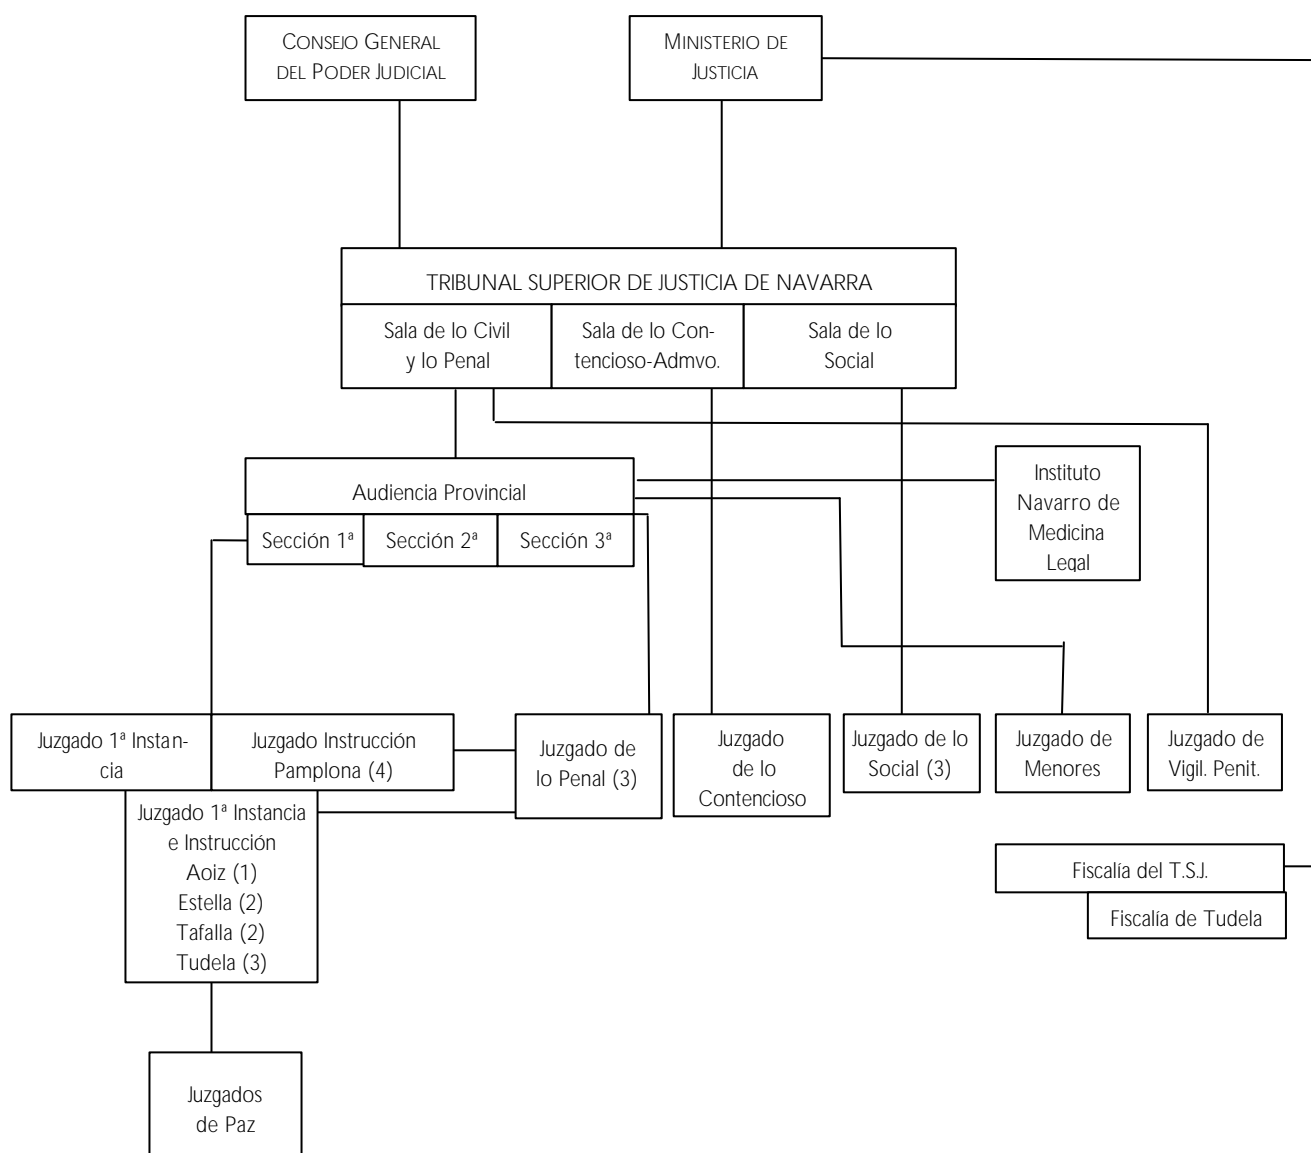 CONSEJO GENERAL
DEL PODER JUDICIAL
MINISTERIO DE
JUSTICIA
TRIBUNAL SUPERIOR DE JUSTICIA DE NAVARRA
Sala de lo Civil
y lo Penal
Sala de lo Con-
tencioso-Admvo.
Sala de lo
Social
Audiencia Provincial
Sección 1ª
Sección 2ª
Sección 3ª
Instituto
Navarro de
Medicina
Legal
Juzgado 1ª Instan-
cia
Juzgado Instrucción
Pamplona (4)
Juzgado de
lo Penal (3)
Juzgado
de lo
Contencioso
Juzgado de lo
Social (3)
Juzgado de
Menores
Juzgado de
Vigil. Penit.
Juzgado 1ª Instancia
e Instrucción
Aoiz (1)
Estella (2)
Tafalla (2)
Tudela (3)
Fiscalía del T.S.J.
Fiscalía de Tudela
Juzgados
de Paz